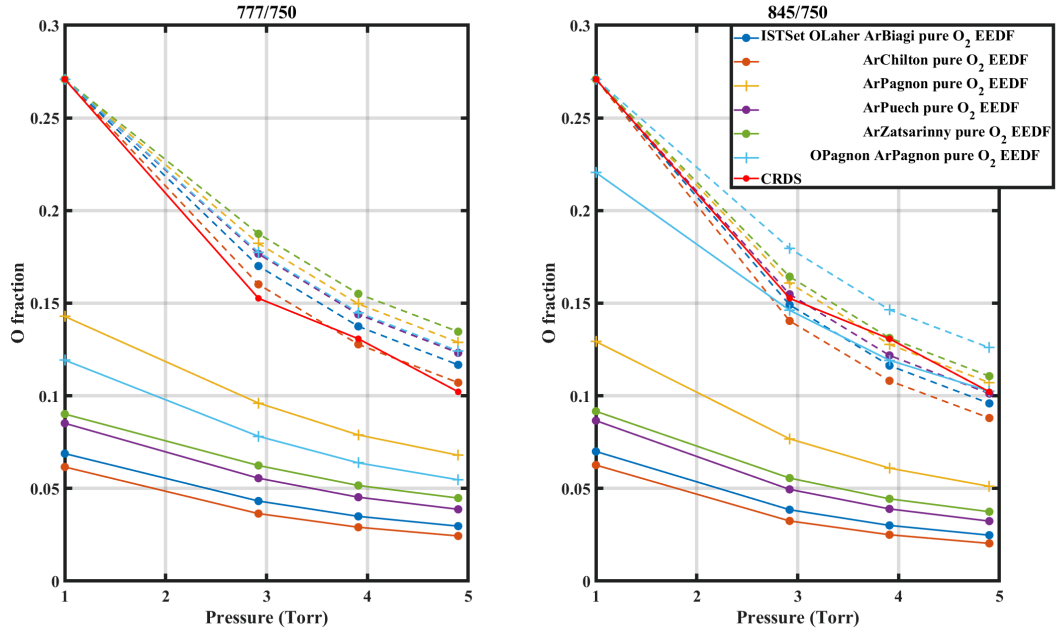 777/750
0.3
0.25
0.2
0.15
0.1
0.05
0
O fraction
1
2
3
4
5
Pressure (Torr)
845/750
0.3
0.25
0.2
0.15
0.1
0.05
0
O fraction
1
2
3
4
5
Pressure (Torr)
ISTSet OLaher ArBiagi pure O₂ EEDF
ArChilton pure O₂ EEDF
ArPagnon pure O₂ EEDF
ArPuech pure O₂ EEDF
ArZatsarinny pure O₂ EEDF
OPagnon ArPagnon pure O₂ EEDF
CRDS